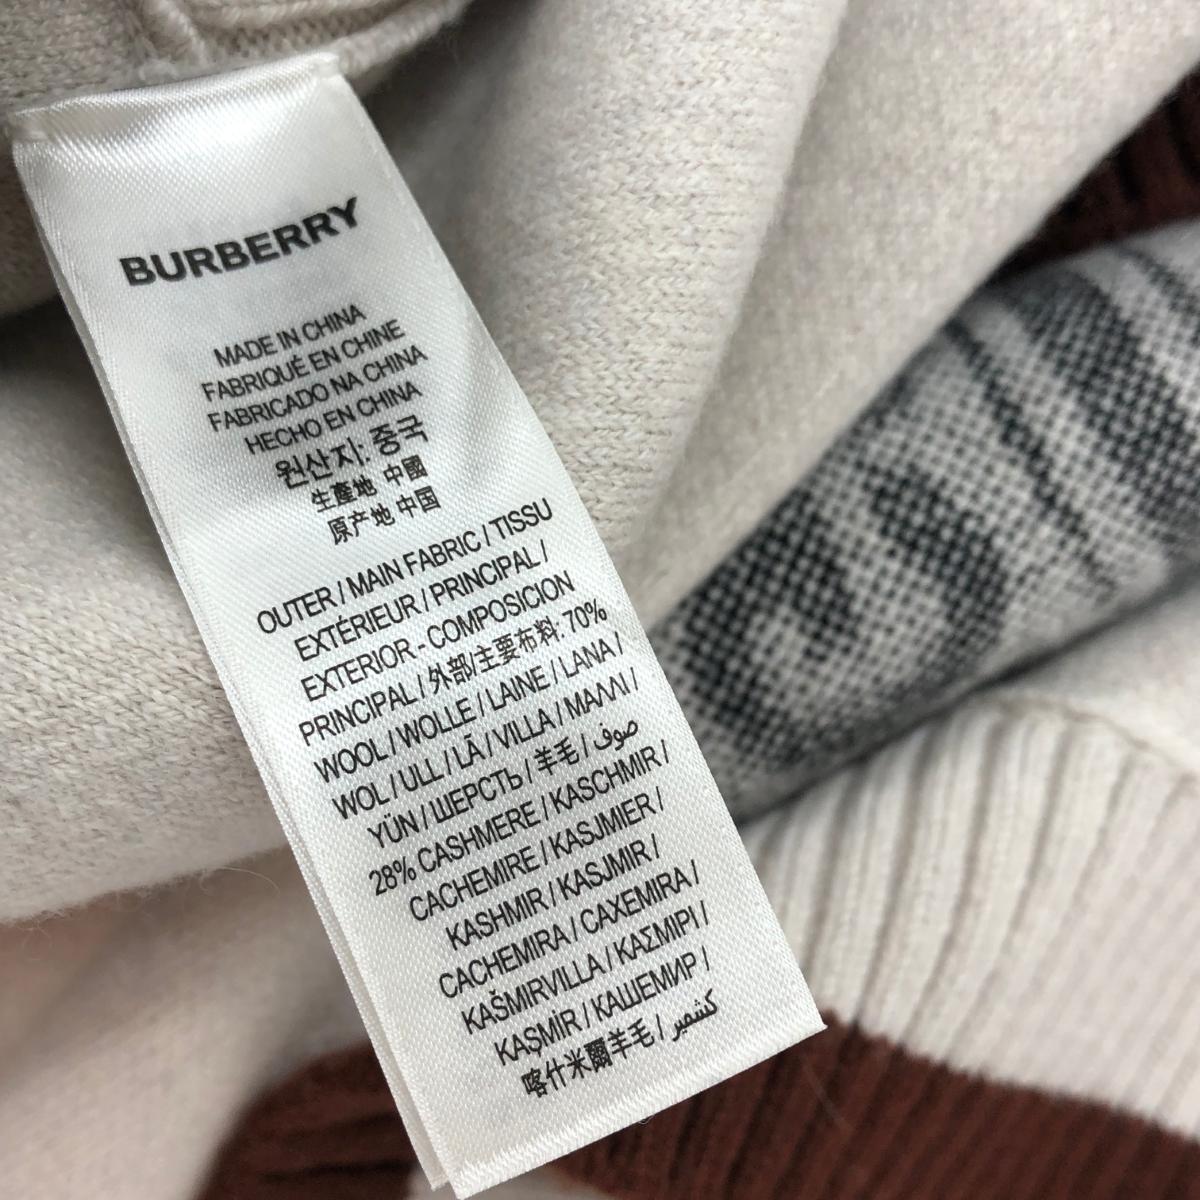 BURBERRY
MADE IN CHINA
FABRIQUÉ EN CHINE
FABRICADO NA CHINA
HECHO EN CHINA
원산지: 중국
生產地 中國
原产地 中国
OUTER / MAIN FABRIC / TISSU
EXTÉRIEUR / PRINCIPAL /
EXTERIOR - COMPOSICION
PRINCIPAL / 外部/主要布料: 70%
WOOL / WOLLE / LAINE / LANA /
WOL / ULL / LÃ / VILLA / ΜΑΛΛΙ /
YÜN / ШЕРСТЬ / 羊毛 / صوف
28% CASHMERE / KASCHMIR /
CACHEMIRE / KASJMIER /
KASHMIR / KASJMIR /
CACHEMIRA / CAXEMIRA /
KAŠMIRVILLA / ΚΑΣΜΙΡΙ /
KAŞMİR / КАШЕМИР /
喀什米爾羊毛 / كشمير